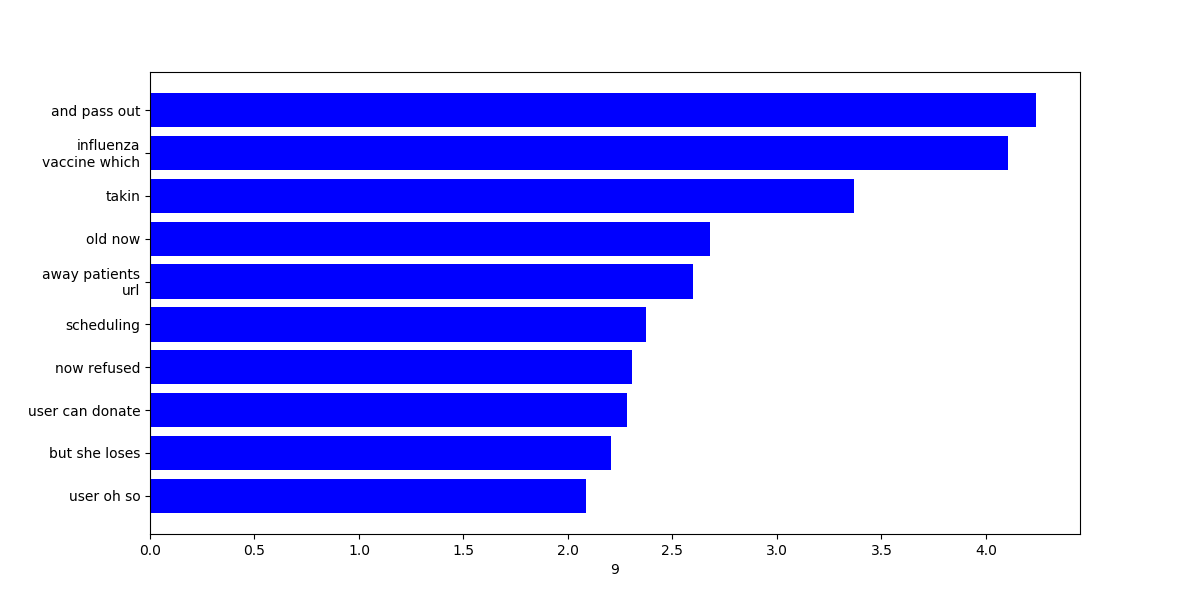 and pass out
influenza
vaccine which
takin
old now
away patients
url
scheduling
now refused
user can donate
but she loses
user oh so
0.0 0.5 1.0 1.5 2.0 2.5 3.0 3.5 4.0
9